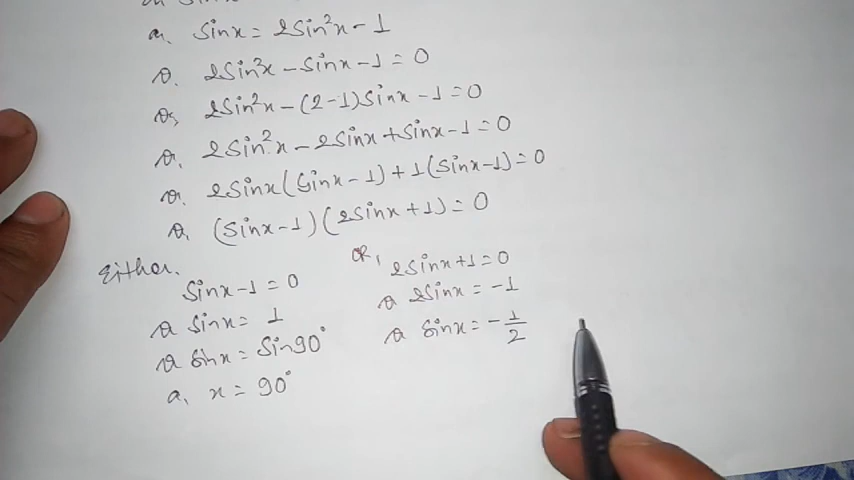 sinx
a, sinx = 2sin²x - 1
or, 2sin²x - sinx - 1 = 0
or, 2sin²x - (2-1)sinx - 1 = 0
or, 2sin²x - 2sinx + sinx - 1 = 0
or, 2sinx(sinx - 1) + 1(sinx - 1) = 0
or, (sinx - 1)(2sinx + 1) = 0
Either,
sinx - 1 = 0
or sinx = 1
or sinx = sin90°
a, x = 90°
OR,
2sinx + 1 = 0
or 2sinx = -1
or sinx = -1/2